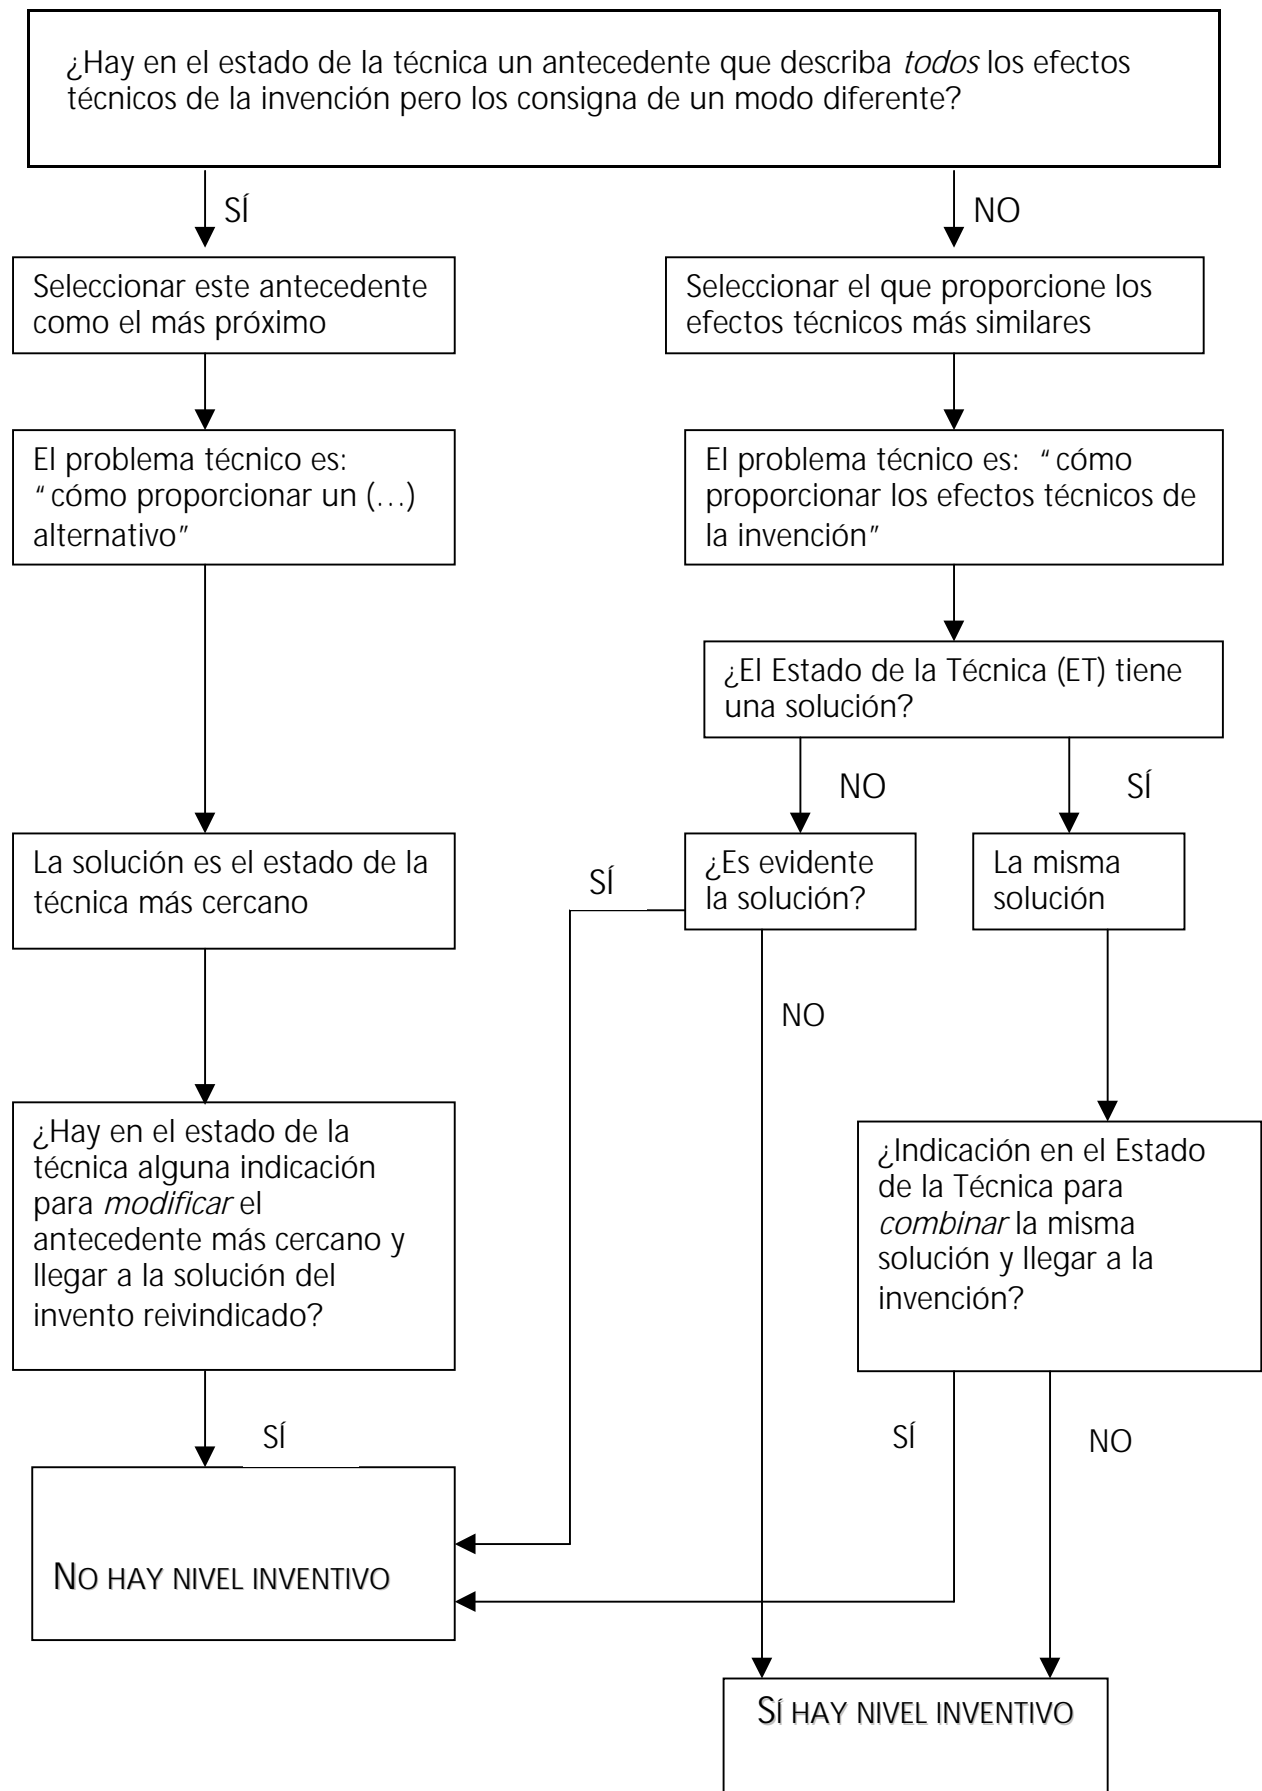 ¿Hay en el estado de la técnica un antecedente que describa todos los efectos
técnicos de la invención pero los consigna de un modo diferente?
SÍ
NO
Seleccionar este antecedente
como el más próximo
Seleccionar el que proporcione los
efectos técnicos más similares
El problema técnico es:
“cómo proporcionar un (…)
alternativo”
El problema técnico es: “cómo
proporcionar los efectos técnicos de
la invención”
¿El Estado de la Técnica (ET) tiene
una solución?
NO
SÍ
La solución es el estado de la
técnica más cercano
SÍ
¿Es evidente
la solución?
La misma
solución
NO
¿Hay en el estado de la
técnica alguna indicación
para modificar el
antecedente más cercano y
llegar a la solución del
invento reivindicado?
¿Indicación en el Estado
de la Técnica para
combinar la misma
solución y llegar a la
invención?
SÍ
SÍ
NO
NO HAY NIVEL INVENTIVO
SÍ HAY NIVEL INVENTIVO